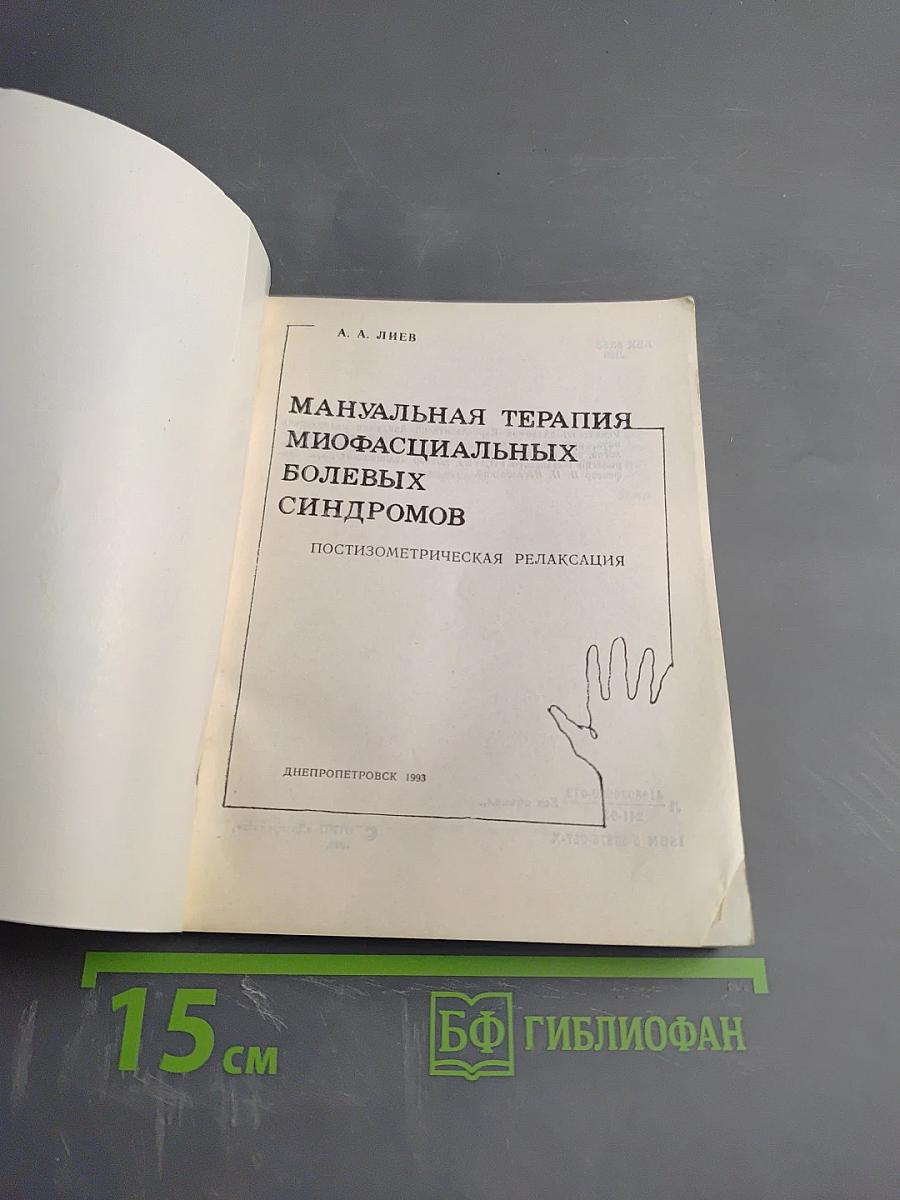 А. А. ЛИЕВ
МАНУАЛЬНАЯ ТЕРАПИЯ
МИОФАСЦИАЛЬНЫХ
БОЛЕВЫХ
СИНДРОМОВ
ПОСТИЗОМЕТРИЧЕСКАЯ РЕЛАКСАЦИЯ
ДНЕПРОПЕТРОВСК 1993
15 см
БФ ГИБЛИОФАН